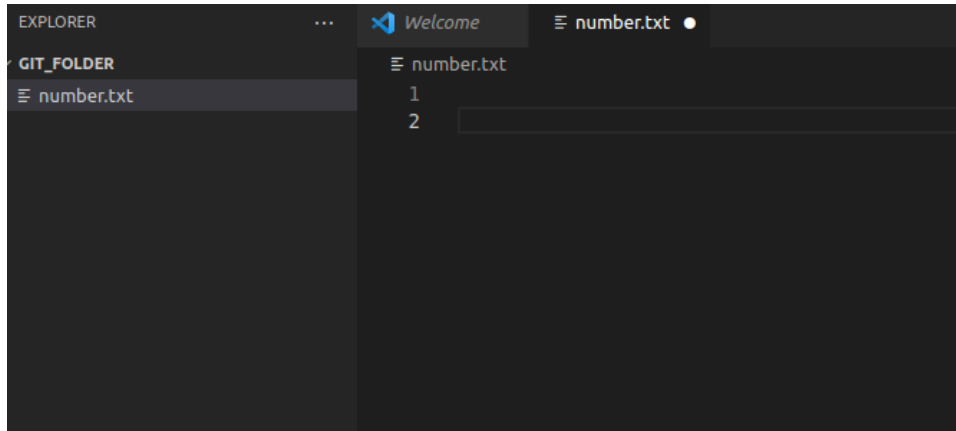 EXPLORER ...
GIT_FOLDER
number.txt
Welcome
number.txt
number.txt
1
2